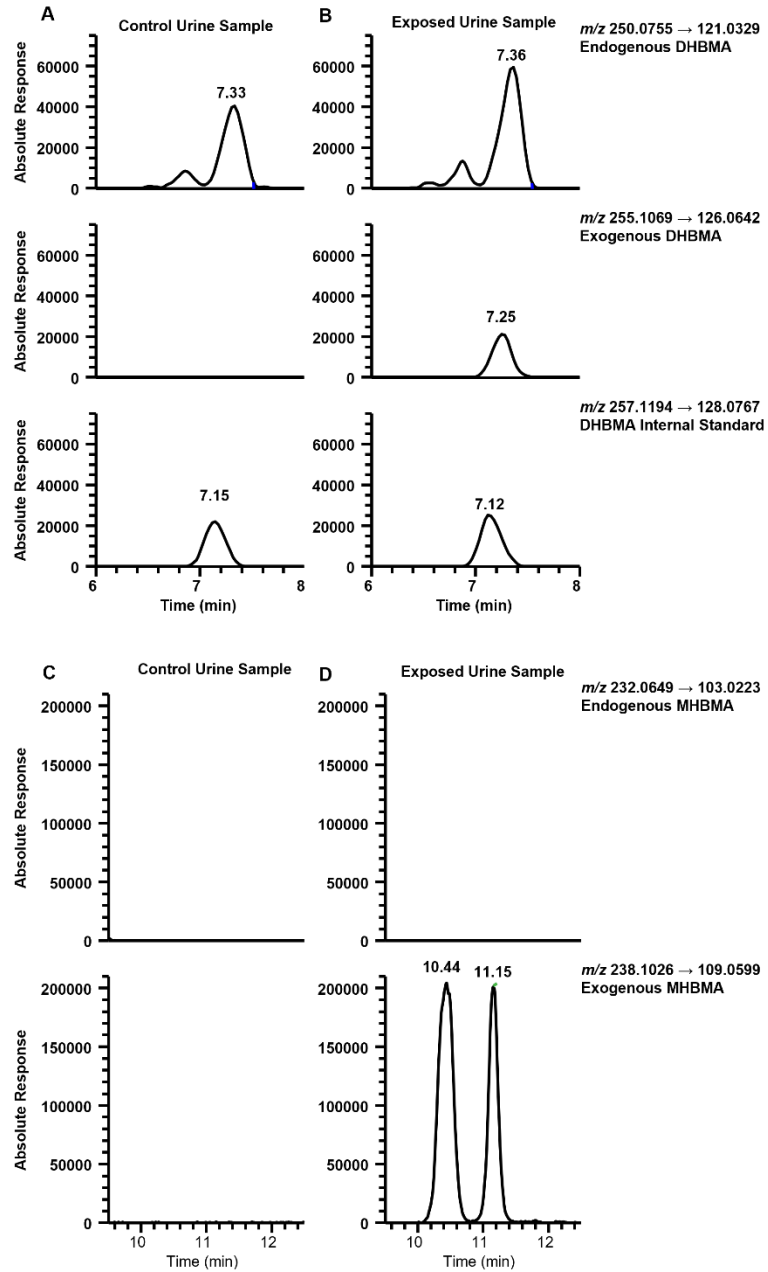 A
Control Urine Sample
B
Exposed Urine Sample
m/z 250.0755 → 121.0329
Endogenous DHBMA
Absolute Response
60000
40000
20000
0
7.33
60000
40000
20000
0
7.36
m/z 255.1069 → 126.0642
Exogenous DHBMA
Absolute Response
60000
40000
20000
0
60000
40000
20000
0
7.25
m/z 257.1194 → 128.0767
DHBMA Internal Standard
Absolute Response
60000
40000
20000
0
7.15
6 7 8
Time (min)
60000
40000
20000
0
7.12
6 7 8
Time (min)
C
Control Urine Sample
D
Exposed Urine Sample
m/z 232.0649 → 103.0223
Endogenous MHBMA
Absolute Response
200000
150000
100000
50000
0
200000
150000
100000
50000
0
m/z 238.1026 → 109.0599
Exogenous MHBMA
Absolute Response
200000
150000
100000
50000
0
10 11 12
Time (min)
200000
150000
100000
50000
0
10.44 11.15
10 11 12
Time (min)